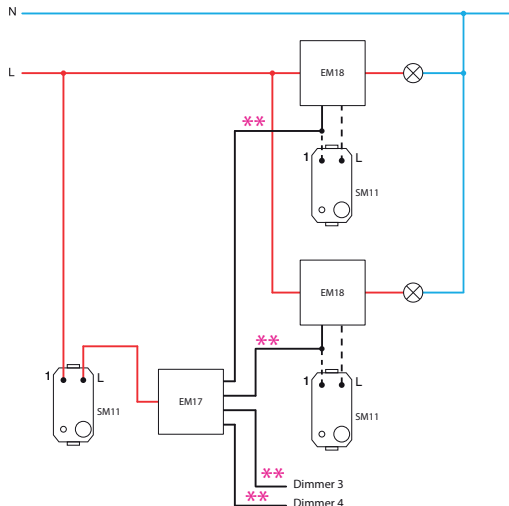 N
L
EM18
**
1 L
SM11
EM18
**
1 L
SM11
1 L
SM11
EM17
** Dimmer 3
** Dimmer 4